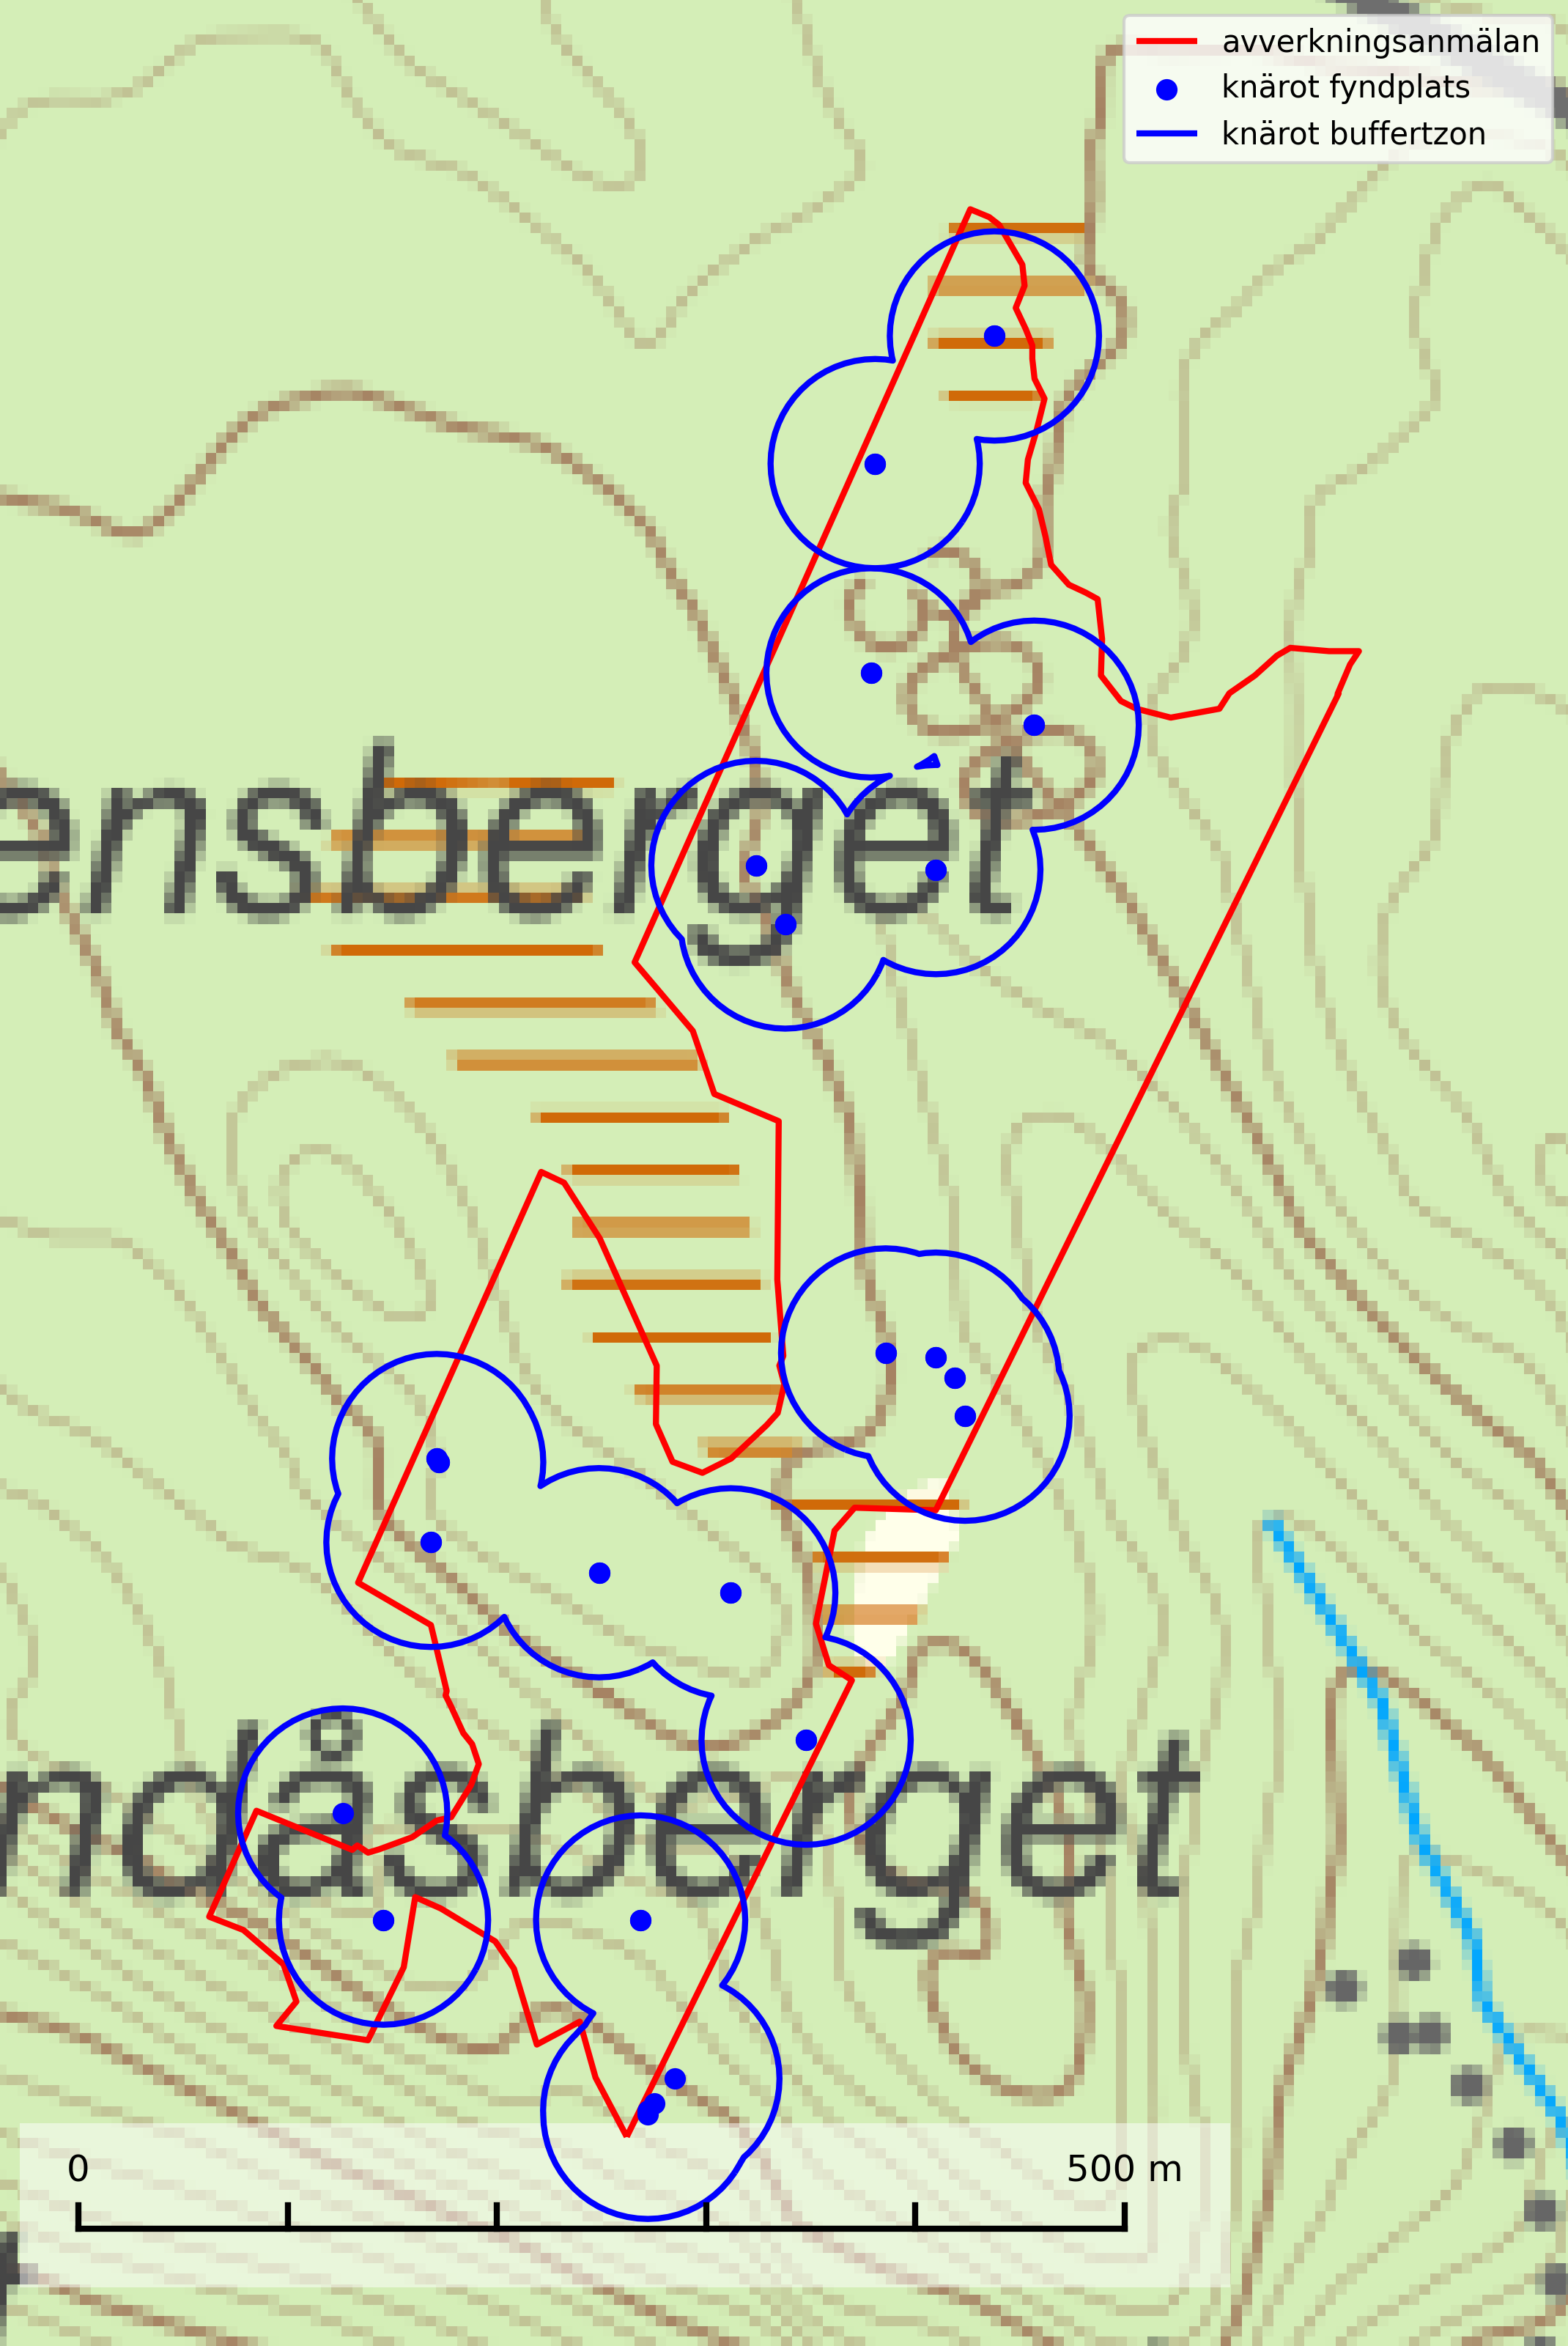 avverkningsanmälan
knärot fyndplats
knärot buffertzon
ensberget
ndåsberget
0 500 m